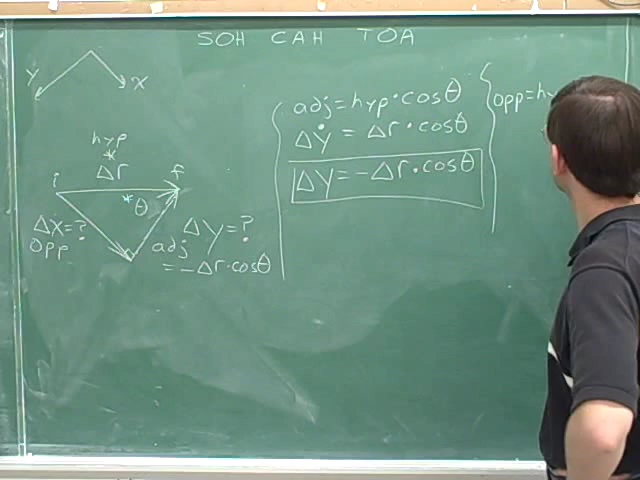 SOH CAH TOA
Y
X
hyp
*
Δr
i
f
* θ
Δx=?
opp
ΔY=?
adj
=-Δr·cosθ
adj=hyp·cosθ
ΔY = Δr·cosθ
ΔY=-Δr·cosθ
opp=hy